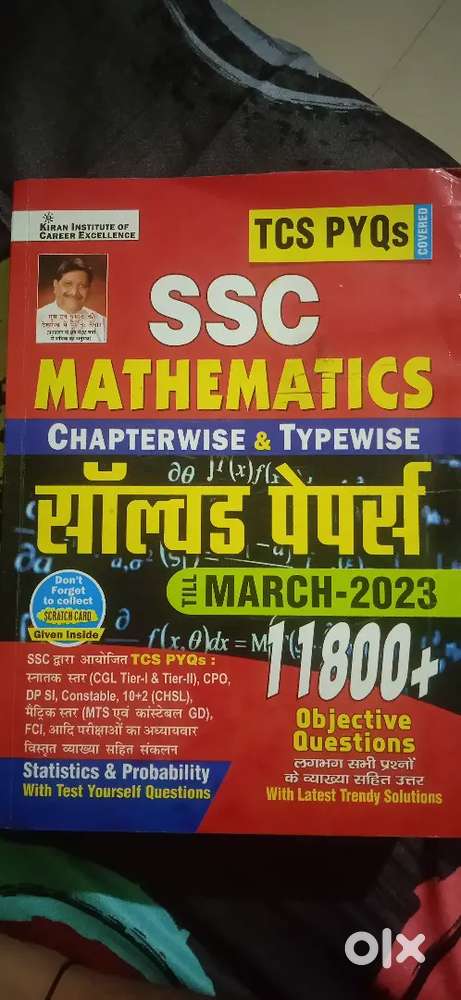 KIRAN INSTITUTE OF
CAREER EXCELLENCE
TCS PYQs COVERED
SSC
MATHEMATICS
CHAPTERWISE & TYPEWISE
सॉल्वड पेपर्स
TILL MARCH-2023
Don't
Forget
to collect
SCRATCH CARD
Given Inside
11800+
Objective
Questions
SSC द्वारा आयोजित TCS PYQs :
स्नातक स्तर (CGL Tier-I & Tier-II), CPO,
DP SI, Constable, 10+2 (CHSL),
मैट्रिक स्तर (MTS एवं कांस्टेबल GD),
FCI, आदि परीक्षाओं का अध्यायवार
विस्तृत व्याख्या सहित संकलन
लगभग सभी प्रश्नों
के व्याख्या सहित उत्तर
With Latest Trendy Solutions
Statistics & Probability
With Test Yourself Questions
olx